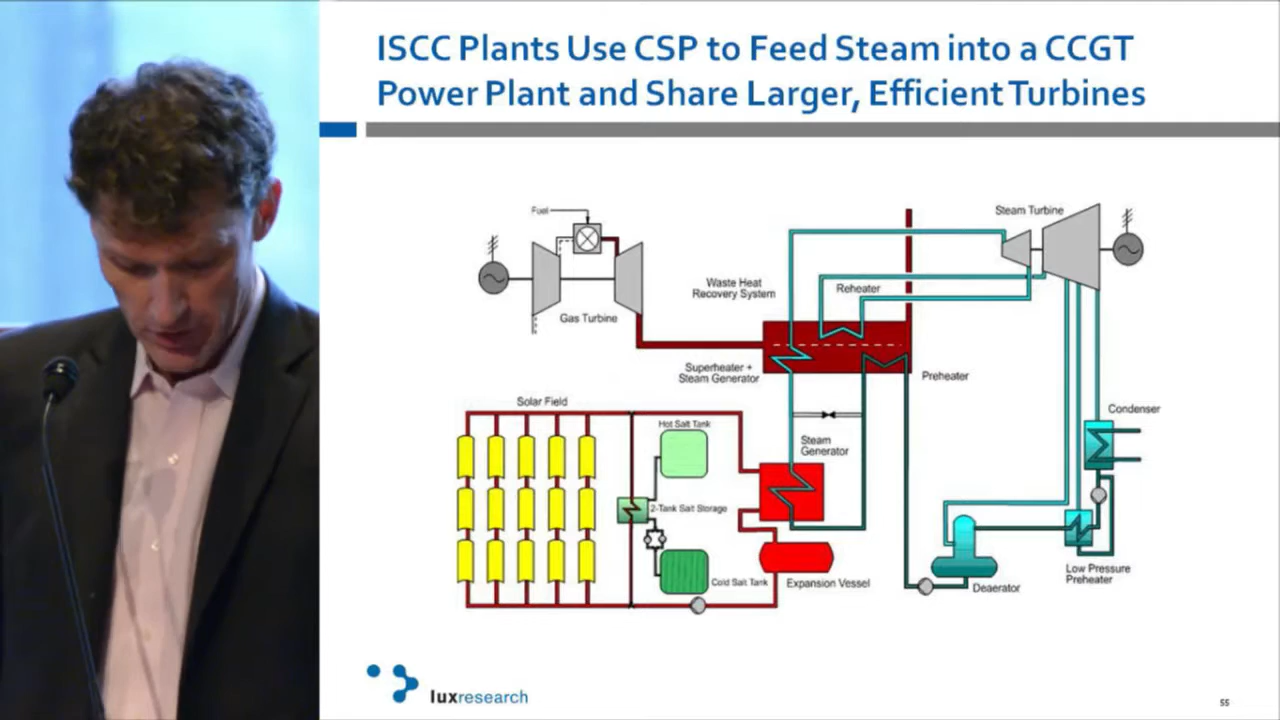 ISCC Plants Use CSP to Feed Steam into a CCGT
Power Plant and Share Larger, Efficient Turbines
Fuel
Gas Turbine
Waste Heat
Recovery System
Reheater
Steam Turbine
Superheater +
Steam Generator
Preheater
Solar Field
Hot Salt Tank
2-Tank Salt Storage
Cold Salt Tank
Steam
Generator
Expansion Vessel
Condenser
Low Pressure
Preheater
Deaerator
luxresearch
55